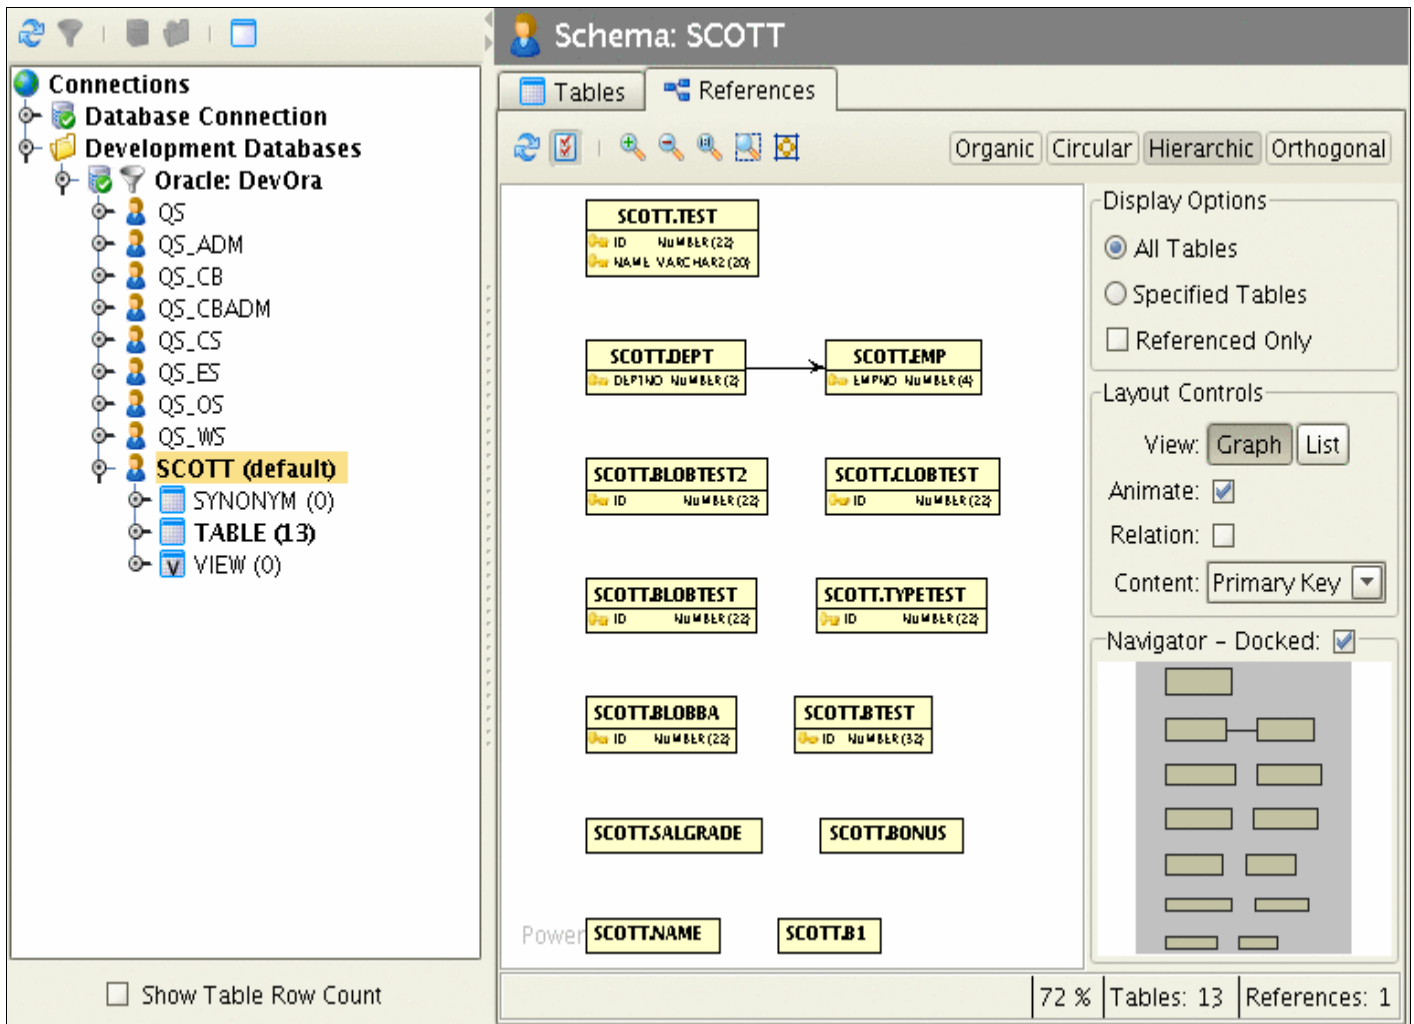 Schema: SCOTT
Connections
Database Connection
Development Databases
Oracle: DevOra
QS
QS_ADM
QS_CB
QS_CBADM
QS_CS
QS_ES
QS_OS
QS_WS
SCOTT (default)
SYNONYM (0)
TABLE (13)
VIEW (0)
Show Table Row Count
Tables References
Organic Circular Hierarchic Orthogonal
SCOTT.TEST
ID NUMBER(22)
NAME VARCHAR2(20)
SCOTT.DEPT
DEPTNO NUMBER(2)
SCOTT.EMP
EMPNO NUMBER(4)
SCOTT.BLOBTEST2
ID NUMBER(22)
SCOTT.CLOBTEST
ID NUMBER(22)
SCOTT.BLOBTEST
ID NUMBER(22)
SCOTT.TYPETEST
ID NUMBER(22)
SCOTT.BLOBBA
ID NUMBER(22)
SCOTT.BTEST
ID NUMBER(32)
SCOTT.SALGRADE
SCOTT.BONUS
Power
SCOTT.NAME
SCOTT.B1
Display Options
All Tables
Specified Tables
Referenced Only
Layout Controls
View: Graph List
Animate:
Relation:
Content: Primary Key
Navigator - Docked:
72 % Tables: 13 References: 1